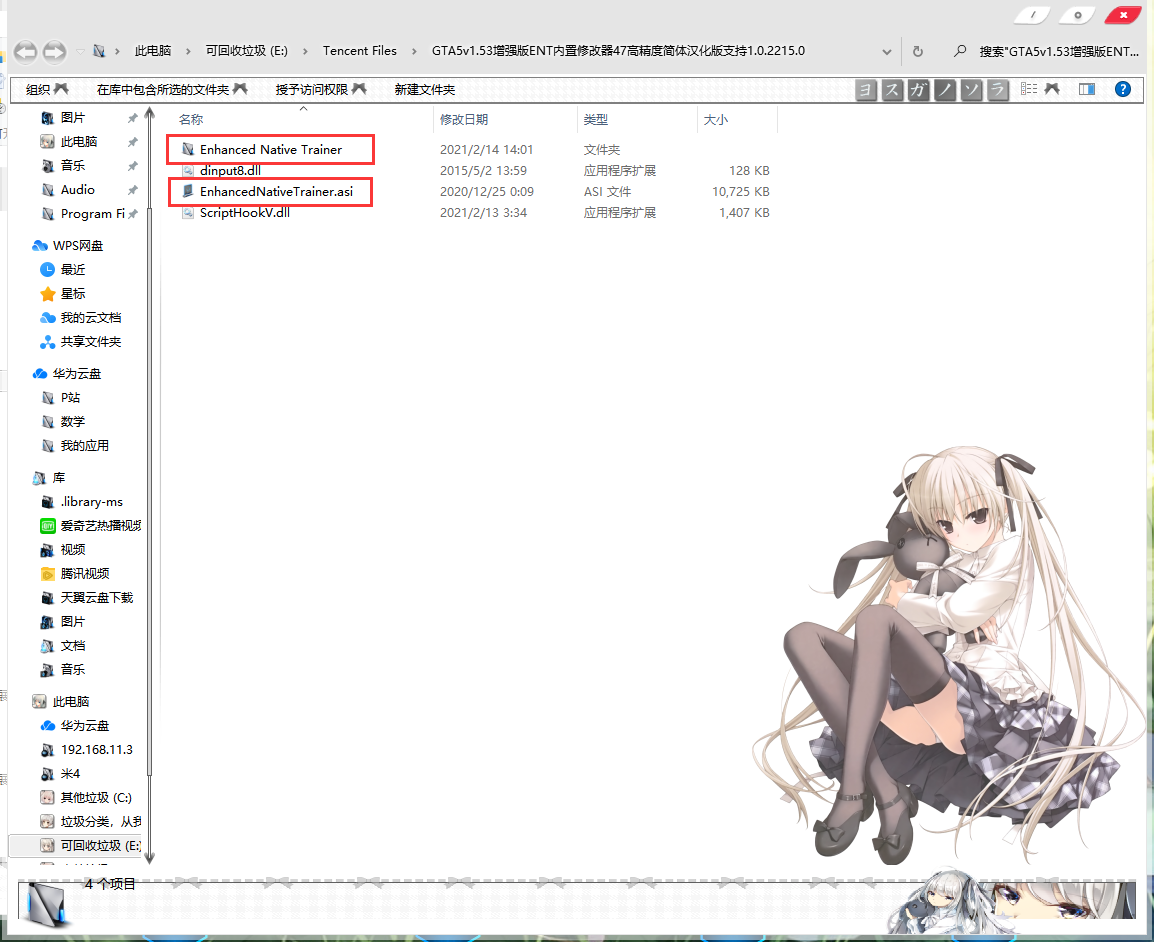 此电脑 › 可回收垃圾 (E:) › Tencent Files › GTA5v1.53增强版ENT内置修改器47高精度简体汉化版支持1.0.2215.0
搜索"GTA5v1.53增强版ENT...
组织 在库中包含所选的文件夹 授予访问权限 新建文件夹
ヨ ス ガ ノ ソ ラ
名称 修改日期 类型 大小
Enhanced Native Trainer 2021/2/14 14:01 文件夹
dinput8.dll 2015/5/2 13:59 应用程序扩展 128 KB
EnhancedNativeTrainer.asi 2020/12/25 0:09 ASI 文件 10,725 KB
ScriptHookV.dll 2021/2/13 3:34 应用程序扩展 1,407 KB
图片
此电脑
音乐
Audio
Program Fi
WPS网盘
最近
星标
我的云文档
共享文件夹
华为云盘
P站
数学
我的应用
库
.library-ms
爱奇艺热播视频
视频
腾讯视频
天翼云盘下载
图片
文档
音乐
此电脑
华为云盘
192.168.11.3
米4
其他垃圾 (C:)
垃圾分类，从我
可回收垃圾 (E:)
4 个项目